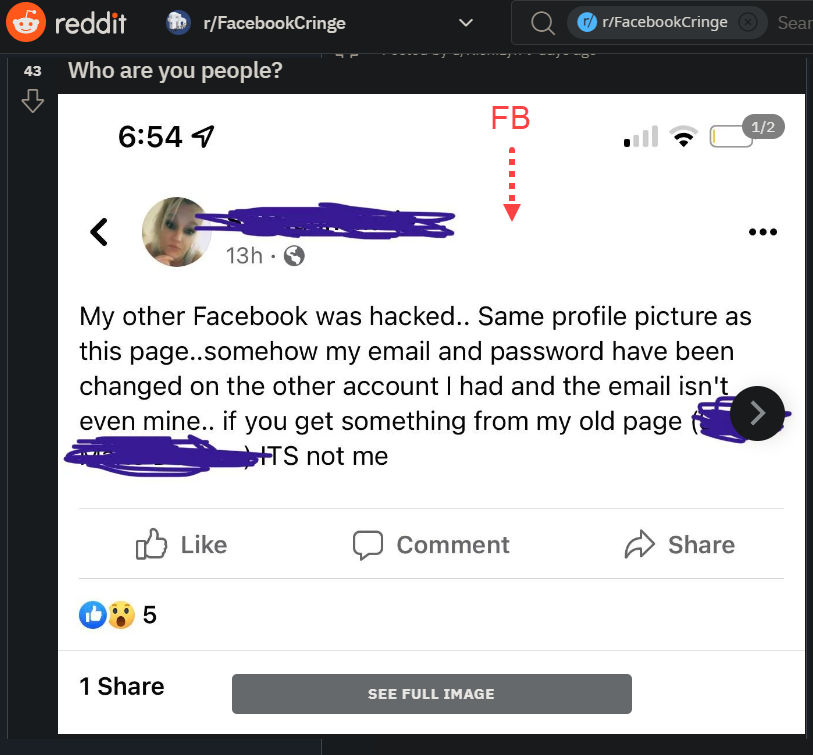 reddit
r/FacebookCringe
r/FacebookCringe
Sear
43
Who are you people?
6:54
FB
1/2
13h
My other Facebook was hacked.. Same profile picture as
this page..somehow my email and password have been
changed on the other account I had and the email isn't
even mine.. if you get something from my old page (
) ITS not me
Like
Comment
Share
5
1 Share
SEE FULL IMAGE